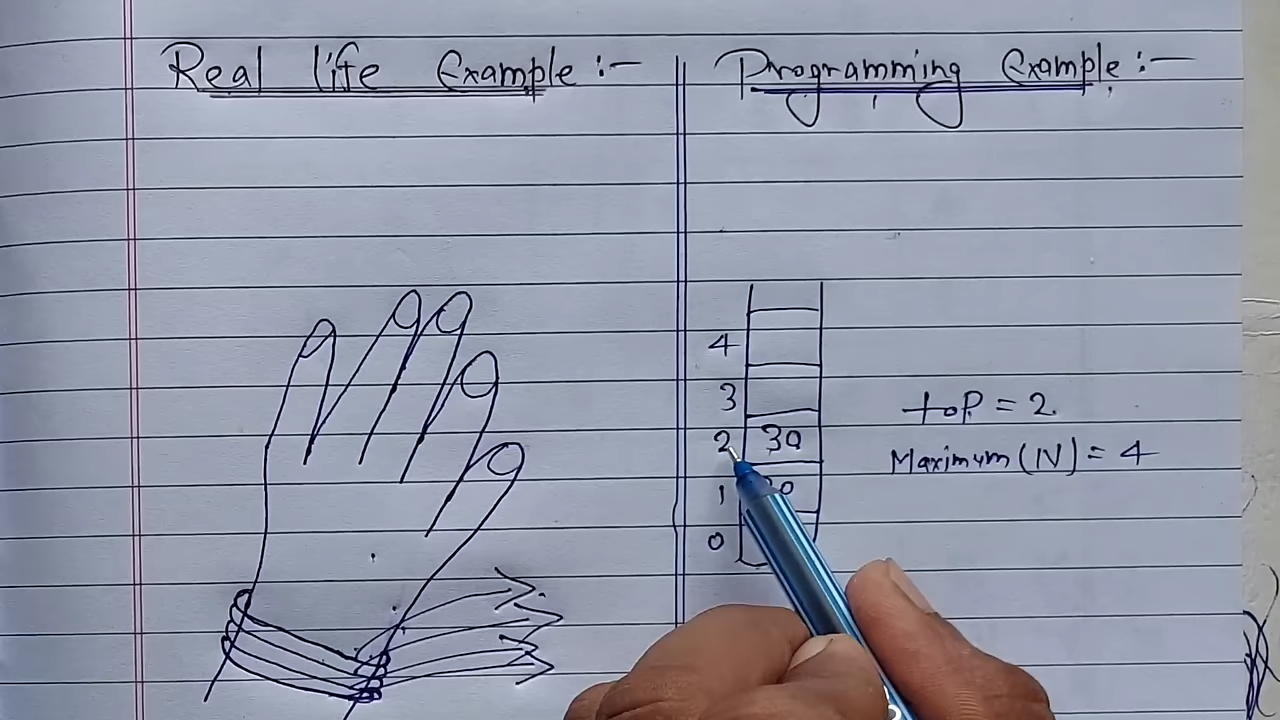 Real life Example:-
Programming Example:-
4
3
2 30
1
0
top = 2
Maximum(N) = 4